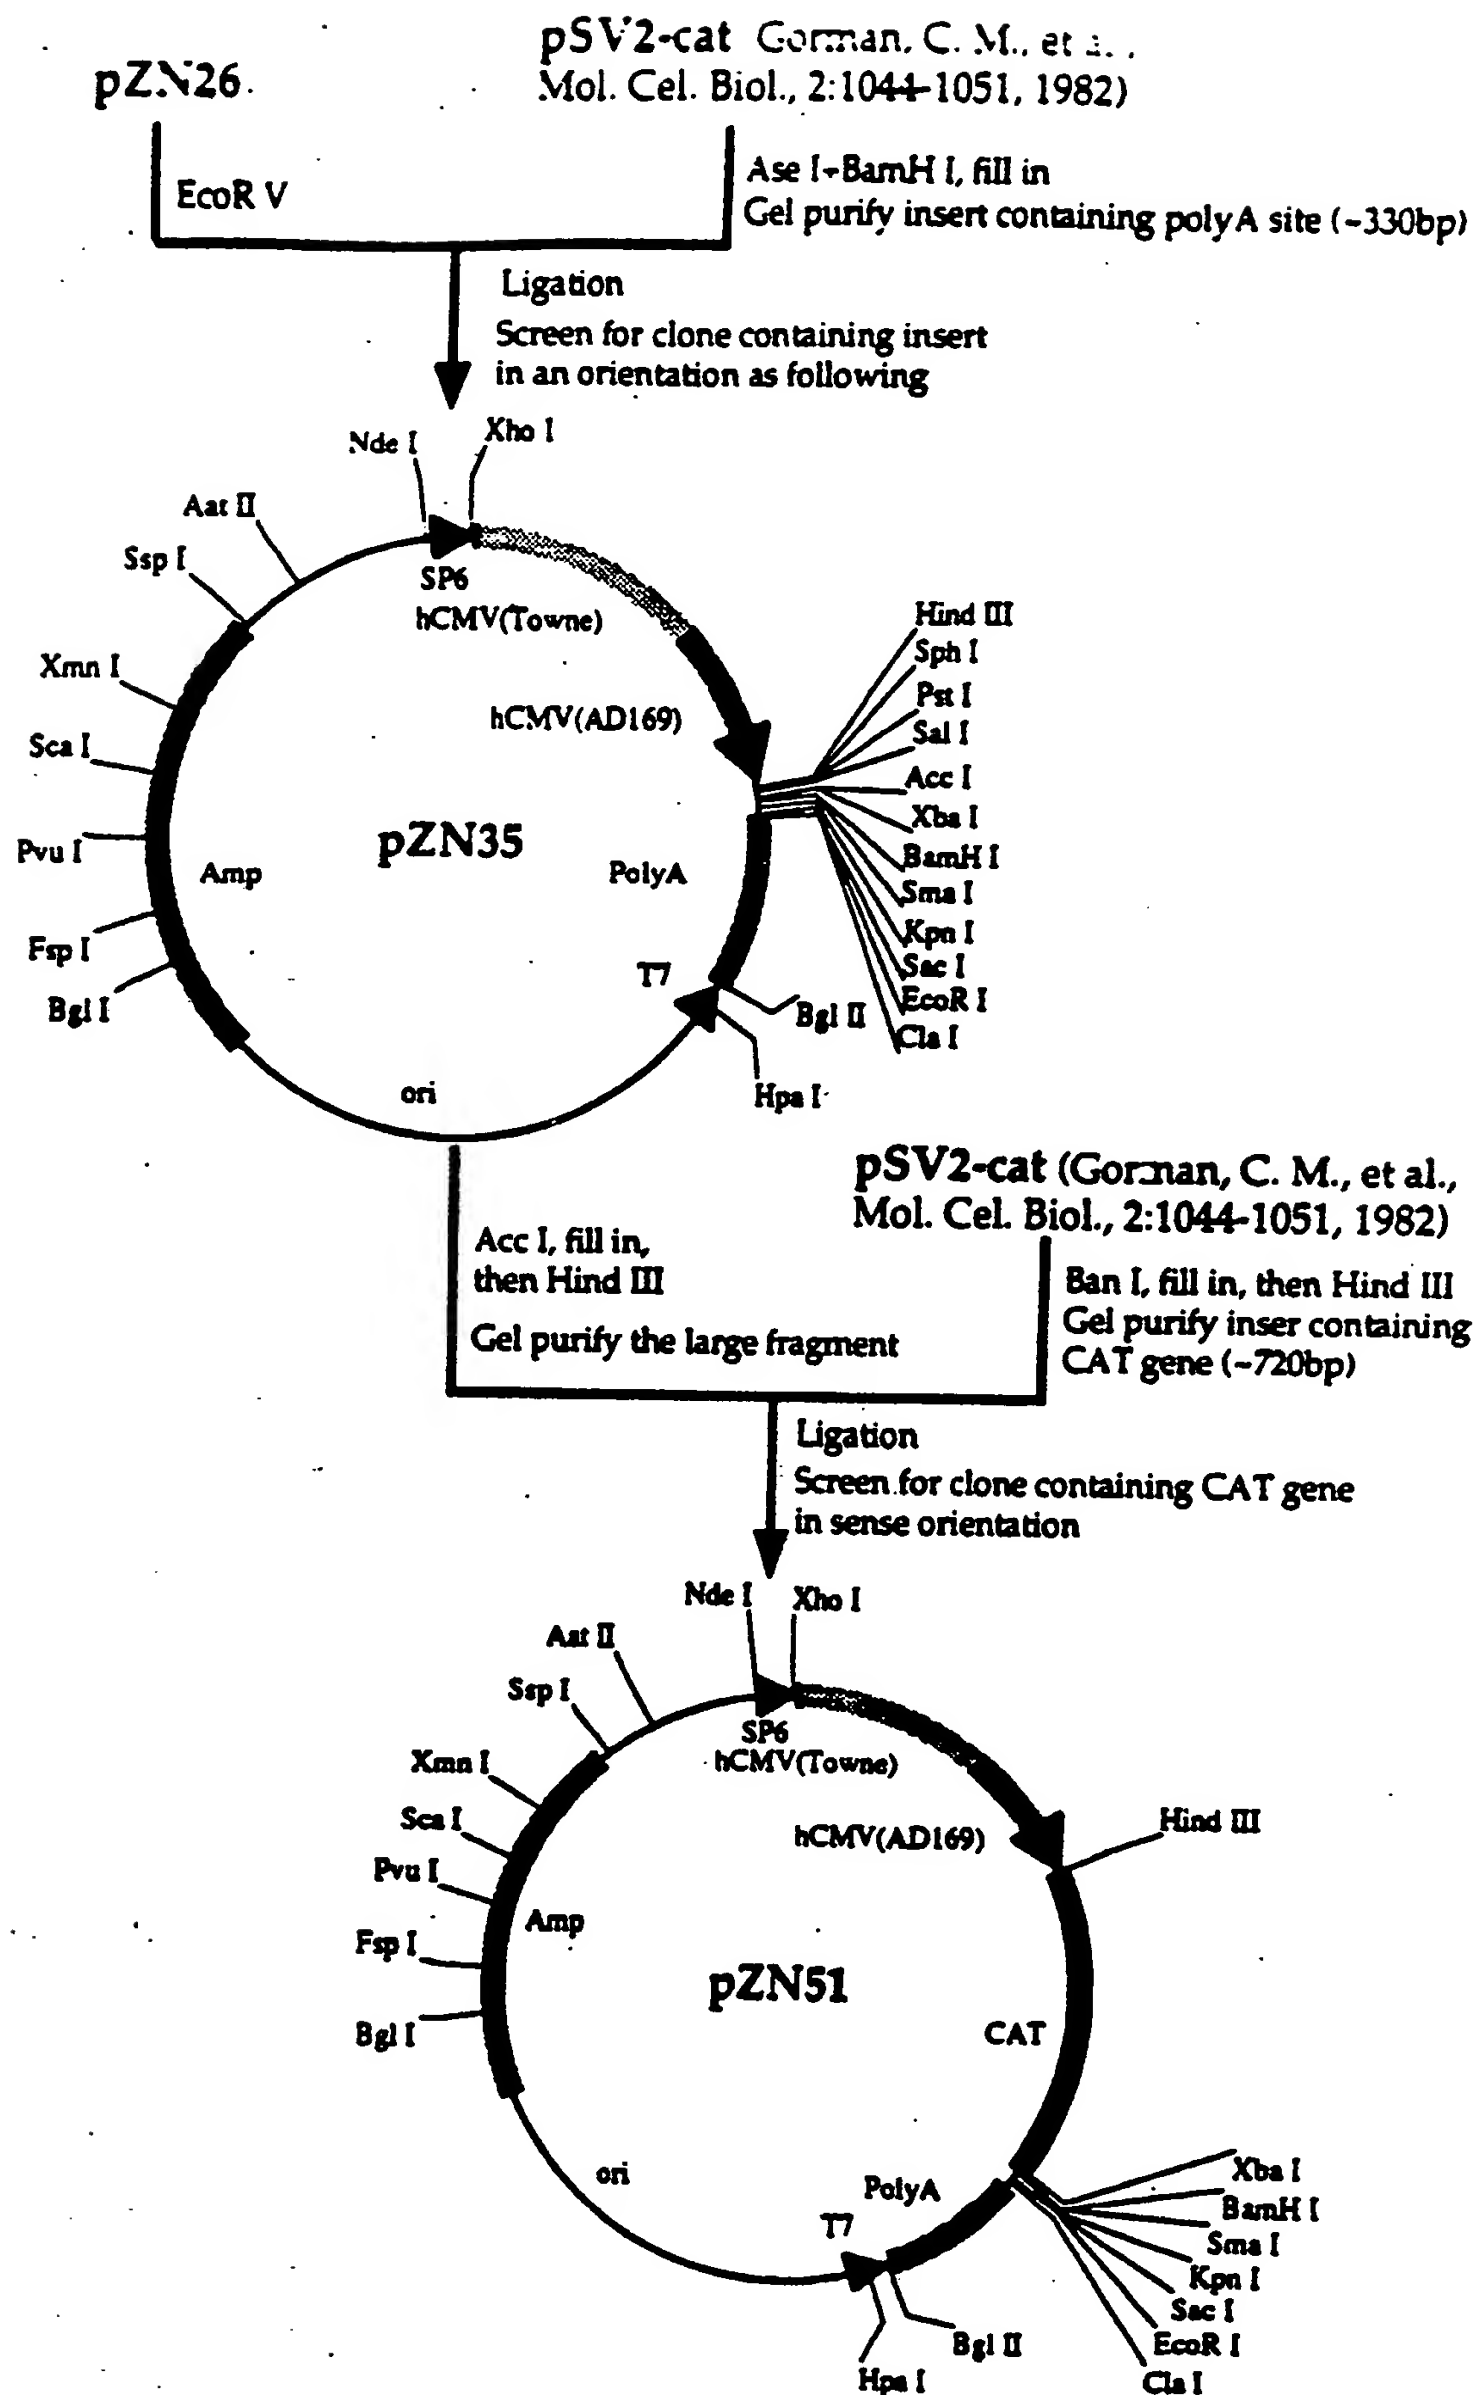 pZN26
pSV2-cat Gorman, C. M., et
Mol. Cel. Biol., 2:1044-1051, 1982)
EcoR V
Ase I-BamH I, fill in
Gel purify insert containing polyA site (~330bp)
Ligation
Screen for clone containing insert
in an orientation as following
Nde I
Xho I
Aat II
Ssp I
Xmn I
Sca I
Pvu I
Fsp I
Bgl I
SP6
hCMV(Towne)
hCMV(AD169)
pZN35
Amp
PolyA
T7
ori
Hind III
Sph I
Pst I
Sal I
Acc I
Xba I
BamH I
Sma I
Kpn I
Sac I
EcoR I
Cla I
Bgl II
Hpa I
pSV2-cat (Gorman, C. M., et al.,
Mol. Cel. Biol., 2:1044-1051, 1982)
Acc I, fill in,
then Hind III
Gel purify the large fragment
Ban I, fill in, then Hind III
Gel purify inser containing
CAT gene (~720bp)
Ligation
Screen for clone containing CAT gene
in sense orientation
Nde I
Xho I
Aat II
Ssp I
Xmn I
Sca I
Pvu I
Fsp I
Bgl I
SP6
hCMV(Towne)
hCMV(AD169)
Hind III
Amp
pZN51
CAT
ori
PolyA
T7
Xba I
BamH I
Sma I
Kpn I
Sac I
EcoR I
Cla I
Bgl II
Hpa I